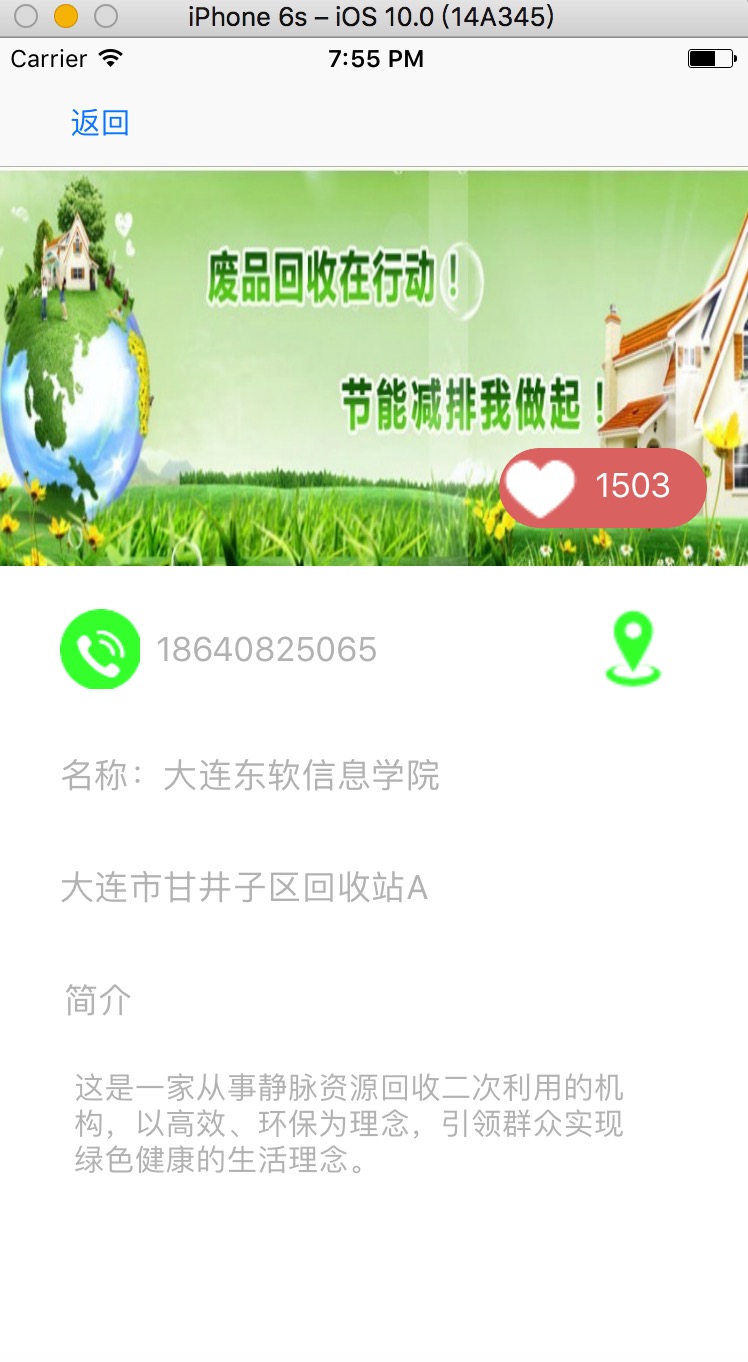 iPhone 6s – iOS 10.0 (14A345)
Carrier 7:55 PM
返回
废品回收在行动！
节能减排我做起！
1503
18640825065
名称：大连东软信息学院
大连市甘井子区回收站A
简介
这是一家从事静脉资源回收二次利用的机
构，以高效、环保为理念，引领群众实现
绿色健康的生活理念。